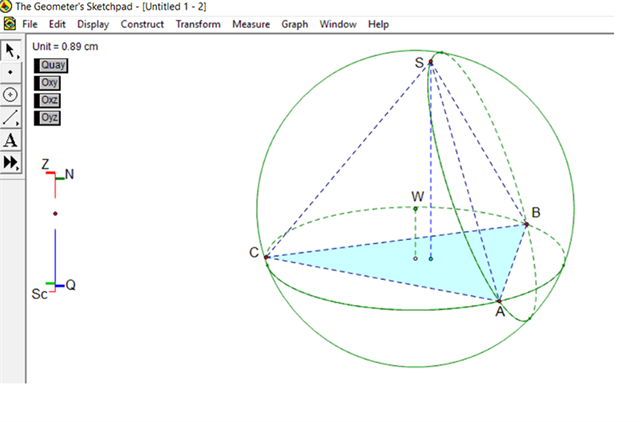 The Geometer's Sketchpad - [Untitled 1 - 2]
File Edit Display Construct Transform Measure Graph Window Help
Unit = 0.89 cm
Quay
Oxy
Oxz
Oyz
A
Z
N
Sc
Q
S
W
B
C
A